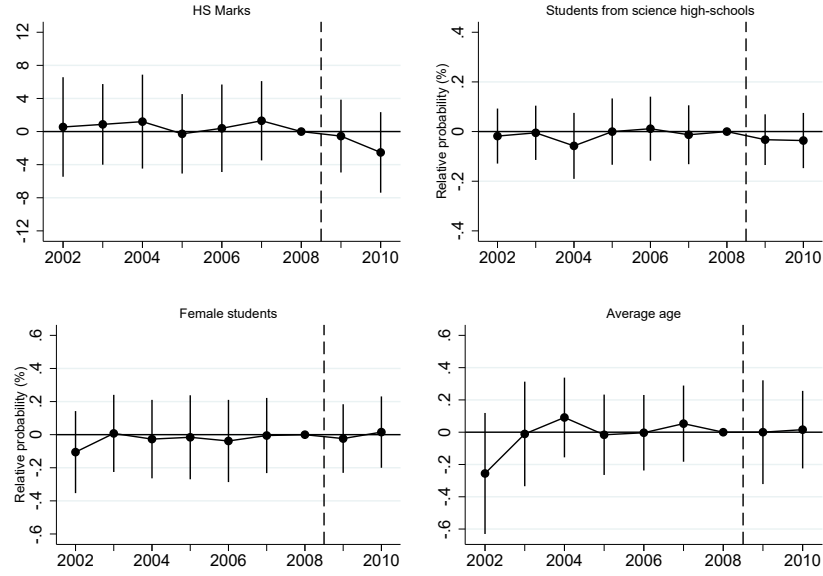 HS Marks
12
8
4
0
-4
-8
-12
2002 2004 2006 2008 2010
Students from science high-schools
Relative probability (%)
.4
.2
0
-.2
-.4
2002 2004 2006 2008 2010
Female students
Relative probability (%)
.6
.4
.2
0
-.2
-.4
-.6
2002 2004 2006 2008 2010
Average age
.6
.4
.2
0
-.2
-.4
-.6
2002 2004 2006 2008 2010